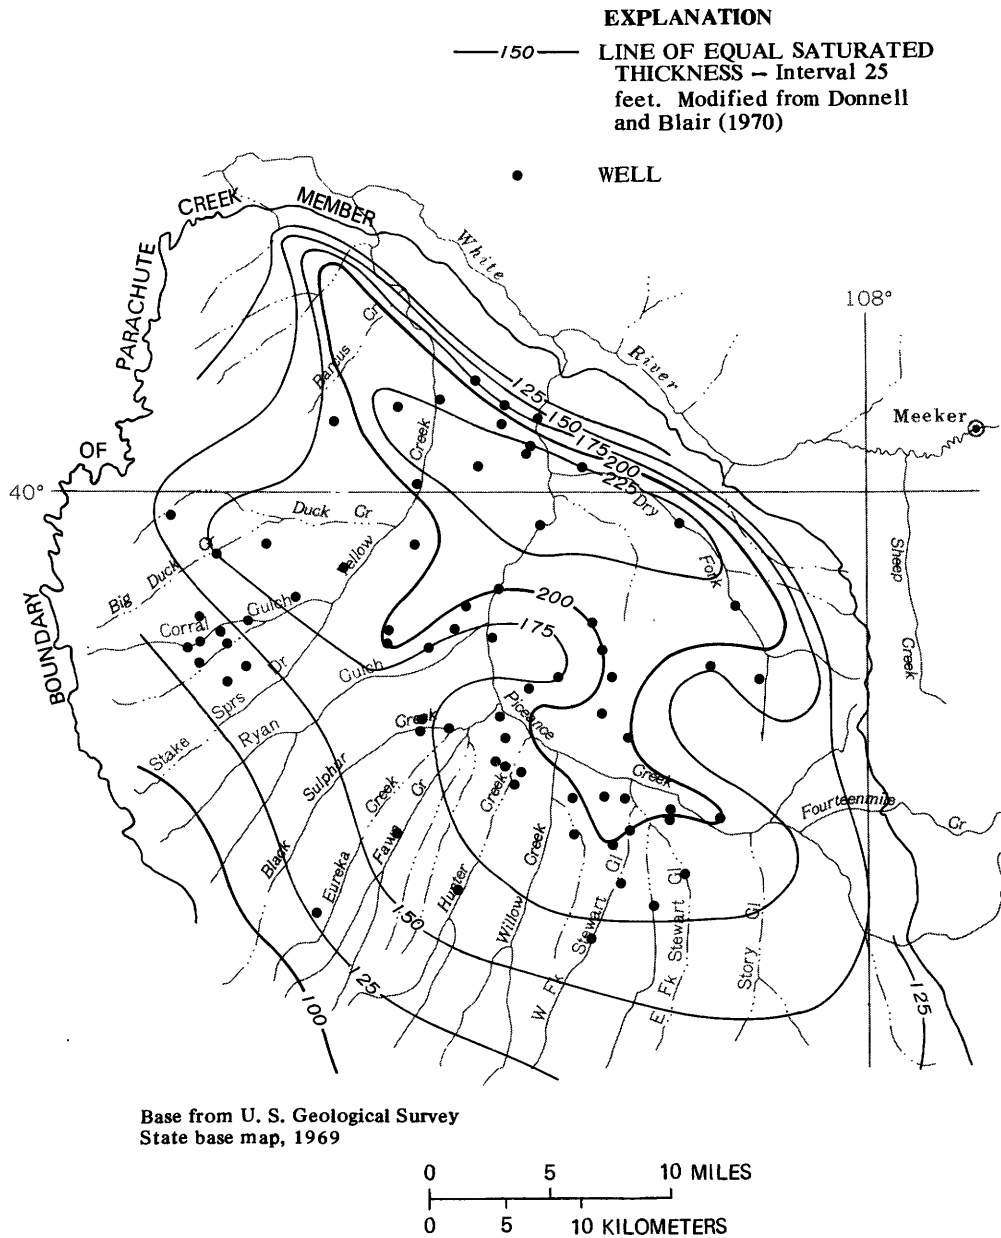 EXPLANATION
—150— LINE OF EQUAL SATURATED
THICKNESS – Interval 25
feet. Modified from Donnell
and Blair (1970)
WELL
CREEK
MEMBER
PARACHUTE
OF
BOUNDARY
White
River
108°
Meeker
40°
Barcus
Cr
Creek
125
150
175
200
225
Duck Cr
Dry
Fork
Yellow
Big Duck Cr
Sheep
Creek
Corral Gulch
200
175
Stake Sprs Dr
Ryan Gulch
Piceance
Creek
Black Sulphur Creek
Eureka
Creek
Fawn Cr
Hunter Creek
Willow Creek
W Fk Stewart Gl
E Fk Stewart Gl
Story Gl
Fourteenmile
Cr
150
125
100
125
Base from U. S. Geological Survey
State base map, 1969
0 5 10 MILES
0 5 10 KILOMETERS